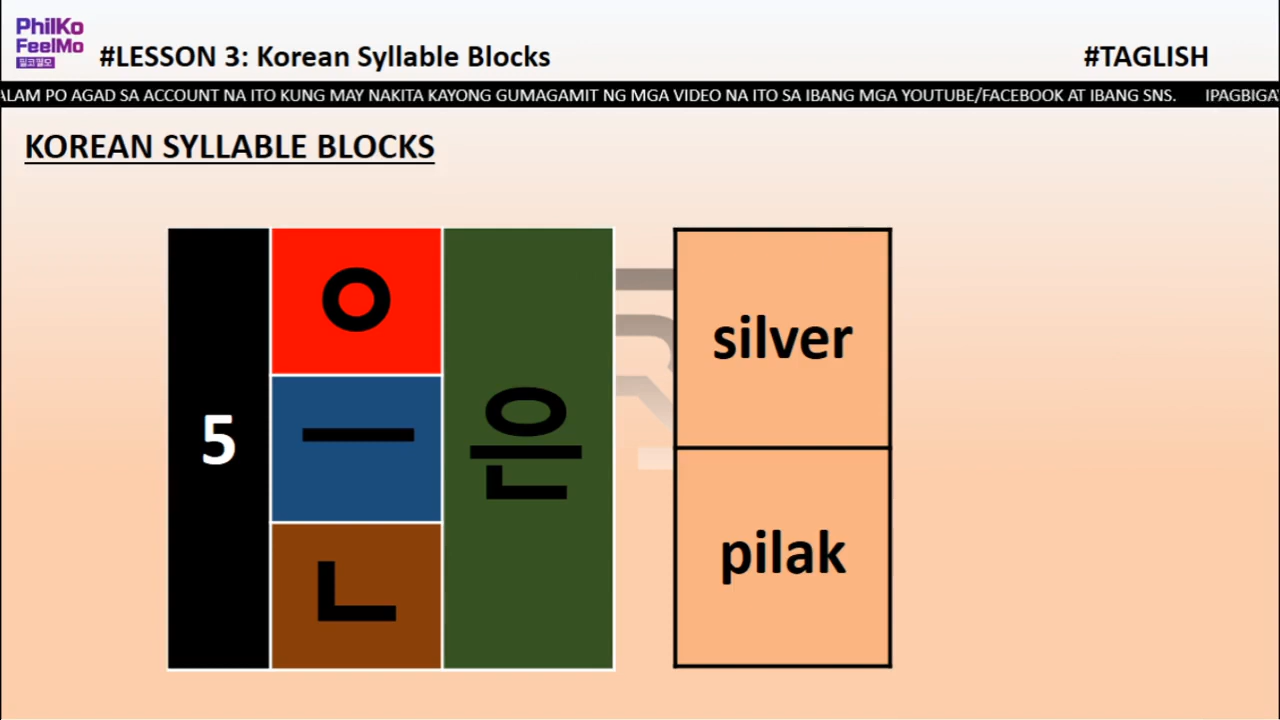 PhilKo
FeelMo
필코필모
#LESSON 3: Korean Syllable Blocks
#TAGLISH
ALAM PO AGAD SA ACCOUNT NA ITO KUNG MAY NAKITA KAYONG GUMAGAMIT NG MGA VIDEO NA ITO SA IBANG MGA YOUTUBE/FACEBOOK AT IBANG SNS. IPAGBIGA
KOREAN SYLLABLE BLOCKS
5
ㅇ
ㅡ
ㄴ
은
silver
pilak